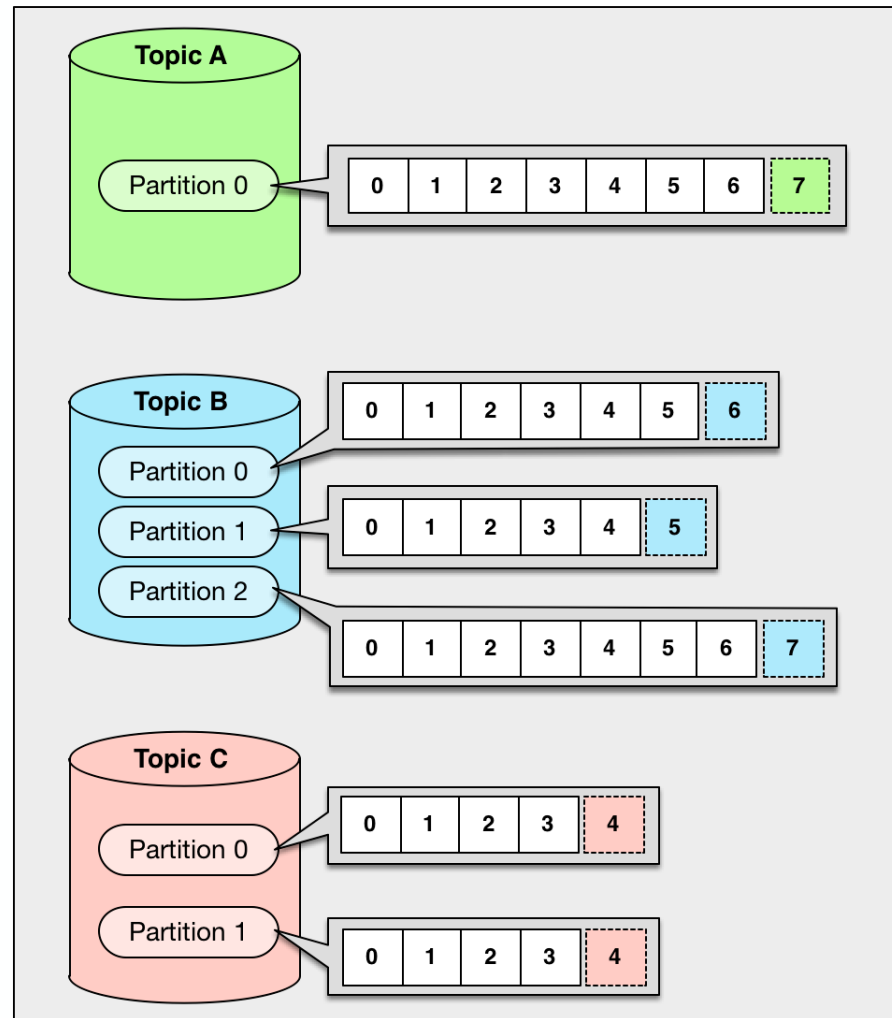 Topic A
Partition 0
0 1 2 3 4 5 6 7
Topic B
Partition 0
0 1 2 3 4 5 6
Partition 1
0 1 2 3 4 5
Partition 2
0 1 2 3 4 5 6 7
Topic C
Partition 0
0 1 2 3 4
Partition 1
0 1 2 3 4